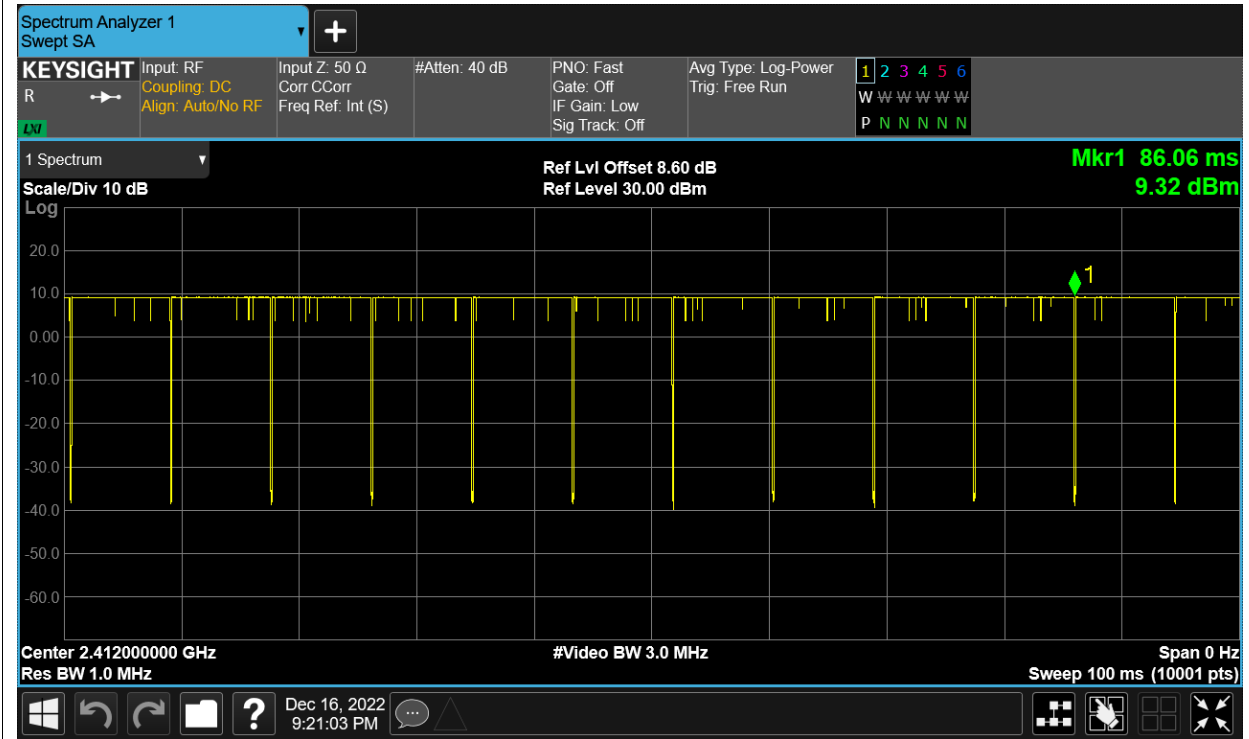 Spectrum Analyzer 1
Swept SA
KEYSIGHT
R
LXI
Input: RF
Coupling: DC
Align: Auto/No RF
Input Z: 50 Ω
Corr CCorr
Freq Ref: Int (S)
#Atten: 40 dB
PNO: Fast
Gate: Off
IF Gain: Low
Sig Track: Off
Avg Type: Log-Power
Trig: Free Run
1 2 3 4 5 6
W W W W W W
P N N N N N
1 Spectrum
Scale/Div 10 dB
Log
Ref Lvl Offset 8.60 dB
Ref Level 30.00 dBm
Mkr1 86.06 ms
9.32 dBm
1
20.0
10.0
0.00
-10.0
-20.0
-30.0
-40.0
-50.0
-60.0
Center 2.412000000 GHz
Res BW 1.0 MHz
#Video BW 3.0 MHz
Span 0 Hz
Sweep 100 ms (10001 pts)
?
Dec 16, 2022
9:21:03 PM